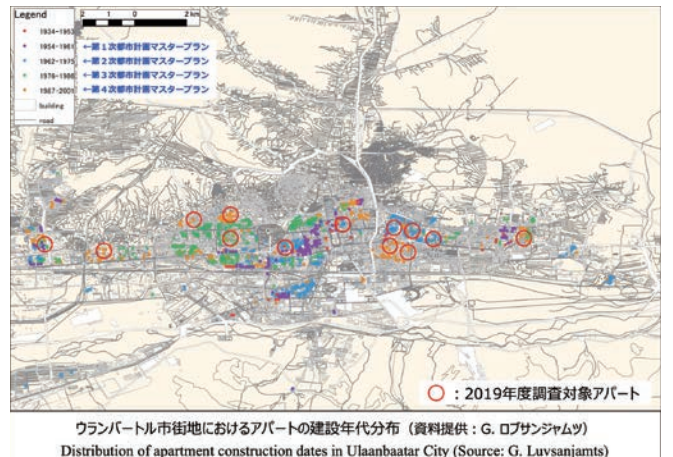 Legend
2 1 0 2 km
1934-1953
1954-1961 ←第1次都市計画マスタープラン
1962-1975 ←第2次都市計画マスタープラン
1976-1986 ←第3次都市計画マスタープラン
1987-2001 ←第4次都市計画マスタープラン
building
road
○：2019年度調査対象アパート
ウランバートル市街地におけるアパートの建設年代分布（資料提供：G. ロブサンジャムツ）
Distribution of apartment construction dates in Ulaanbaatar City (Source: G. Luvsanjamts)